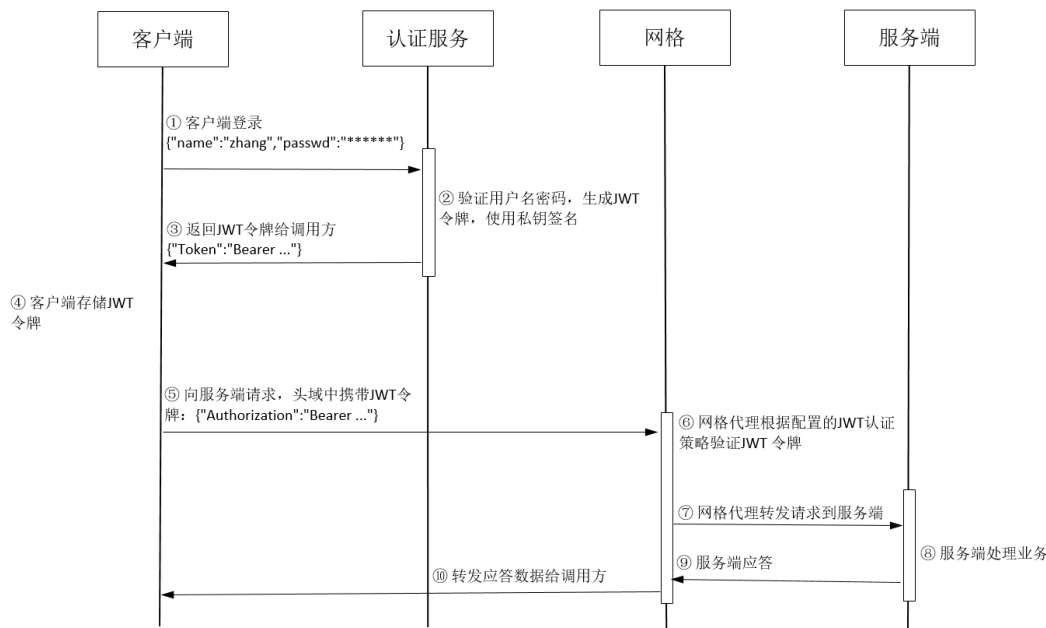 客户端
认证服务
网格
服务端
① 客户端登录
{"name":"zhang","passwd":"******"}
② 验证用户名密码，生成JWT
令牌，使用私钥签名
③ 返回JWT令牌给调用方
{"Token":"Bearer ..."}
④ 客户端存储JWT
令牌
⑤ 向服务端请求，头域中携带JWT令
牌：{"Authorization":"Bearer ..."}
⑥ 网格代理根据配置的JWT认证
策略验证JWT 令牌
⑦ 网格代理转发请求到服务端
⑧ 服务端处理业务
⑨ 服务端应答
⑩ 转发应答数据给调用方